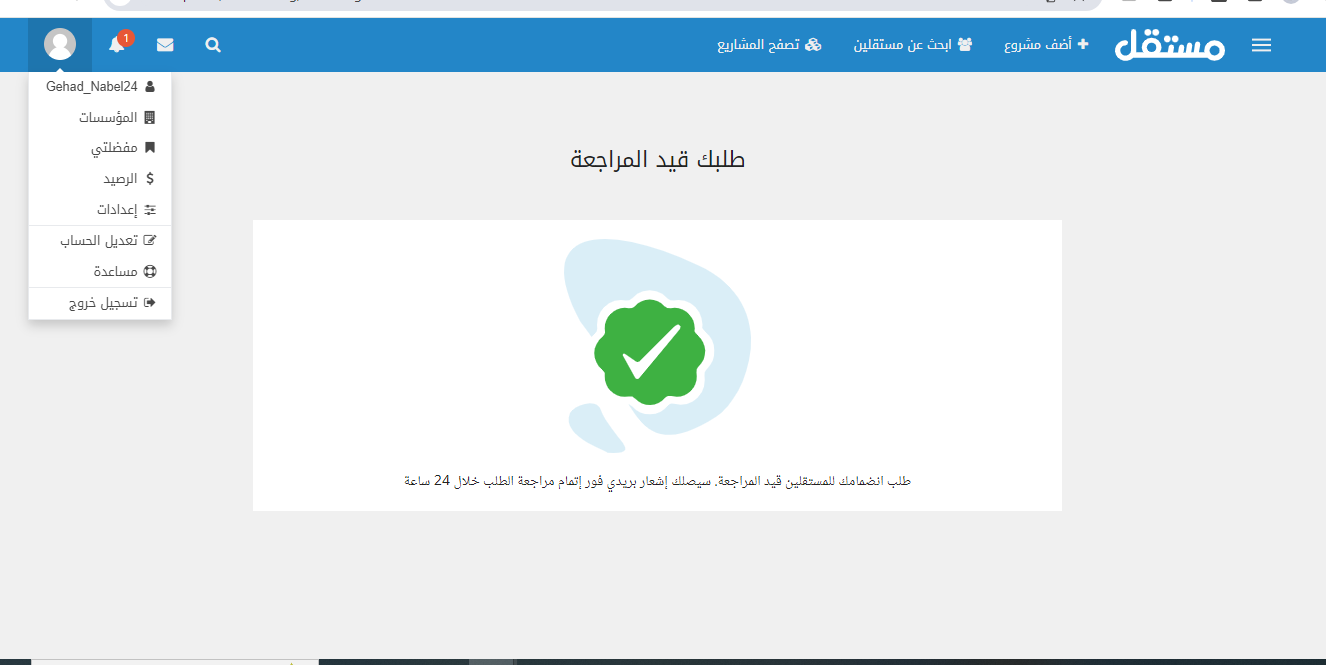 مستقل
أضف مشروع
ابحث عن مستقلين
تصفح المشاريع
1
Gehad_Nabel24
المؤسسات
مفضلتي
الرصيد
إعدادات
تعديل الحساب
مساعدة
تسجيل خروج
طلبك قيد المراجعة
طلب انضمامك للمستقلين قيد المراجعة. سيصلك إشعار بريدي فور إتمام مراجعة الطلب خلال 24 ساعة